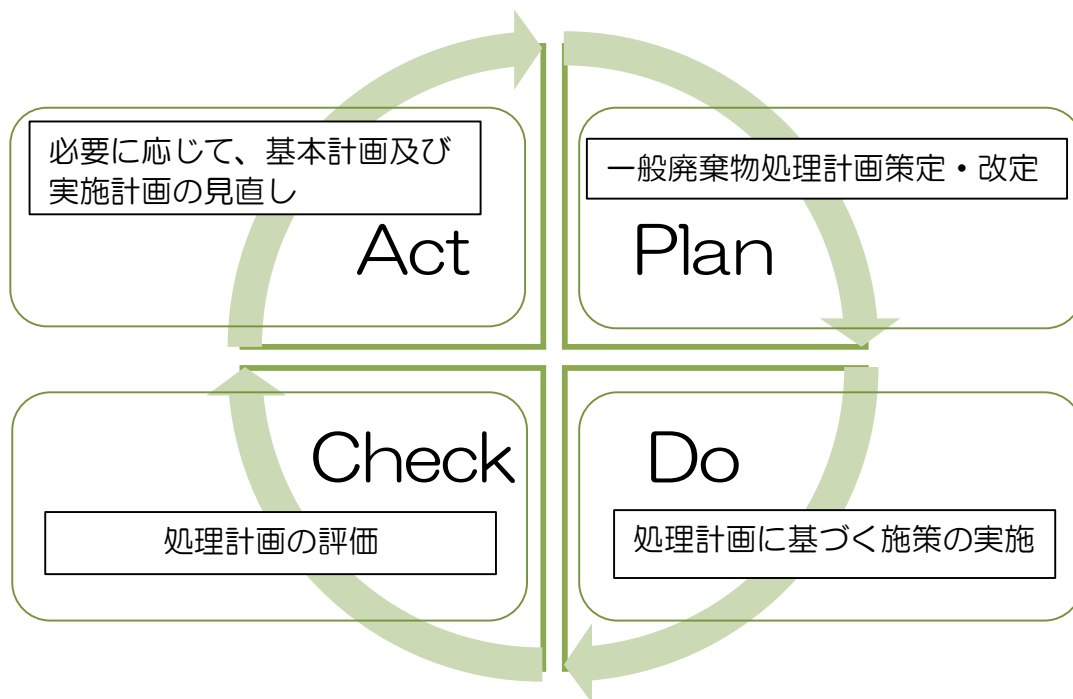 必要に応じて、基本計画及び
実施計画の見直し
Act
一般廃棄物処理計画策定・改定
Plan
Check
処理計画の評価
Do
処理計画に基づく施策の実施